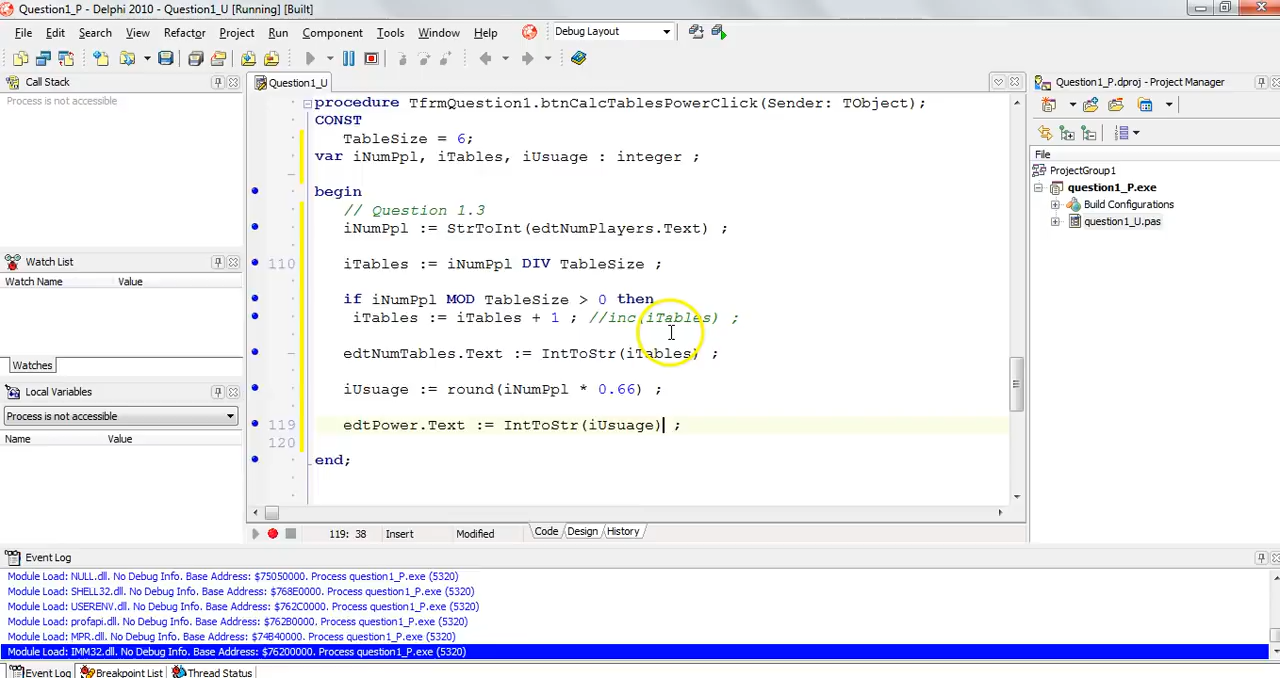 Question1_P - Delphi 2010 - Question1_U [Running] [Built]
File Edit Search View Refactor Project Run Component Tools Window Help Debug Layout
Call Stack
Process is not accessible
Question1_U
Question1_P.dproj - Project Manager
procedure TfrmQuestion1.btnCalcTablesPowerClick(Sender: TObject);
CONST
TableSize = 6;
var iNumPpl, iTables, iUsuage : integer ;
begin
// Question 1.3
iNumPpl := StrToInt(edtNumPlayers.Text) ;
110 iTables := iNumPpl DIV TableSize ;
if iNumPpl MOD TableSize > 0 then
iTables := iTables + 1 ; //inc(iTables) ;
edtNumTables.Text := IntToStr(iTables) ;
iUsuage := round(iNumPpl * 0.66) ;
119 edtPower.Text := IntToStr(iUsuage) ;
120
end;
File
ProjectGroup1
question1_P.exe
Build Configurations
question1_U.pas
Watch List
Watch Name Value
Watches
Local Variables
Process is not accessible
Name Value
119: 38 Insert Modified Code Design History
Event Log
Module Load: NULL.dll. No Debug Info. Base Address: $75050000. Process question1_P.exe (5320)
Module Load: SHELL32.dll. No Debug Info. Base Address: $768E0000. Process question1_P.exe (5320)
Module Load: USERENV.dll. No Debug Info. Base Address: $762C0000. Process question1_P.exe (5320)
Module Load: profapi.dll. No Debug Info. Base Address: $762B0000. Process question1_P.exe (5320)
Module Load: MPR.dll. No Debug Info. Base Address: $74B40000. Process question1_P.exe (5320)
Module Load: IMM32.dll. No Debug Info. Base Address: $76200000. Process question1_P.exe (5320)
Event Log Breakpoint List Thread Status